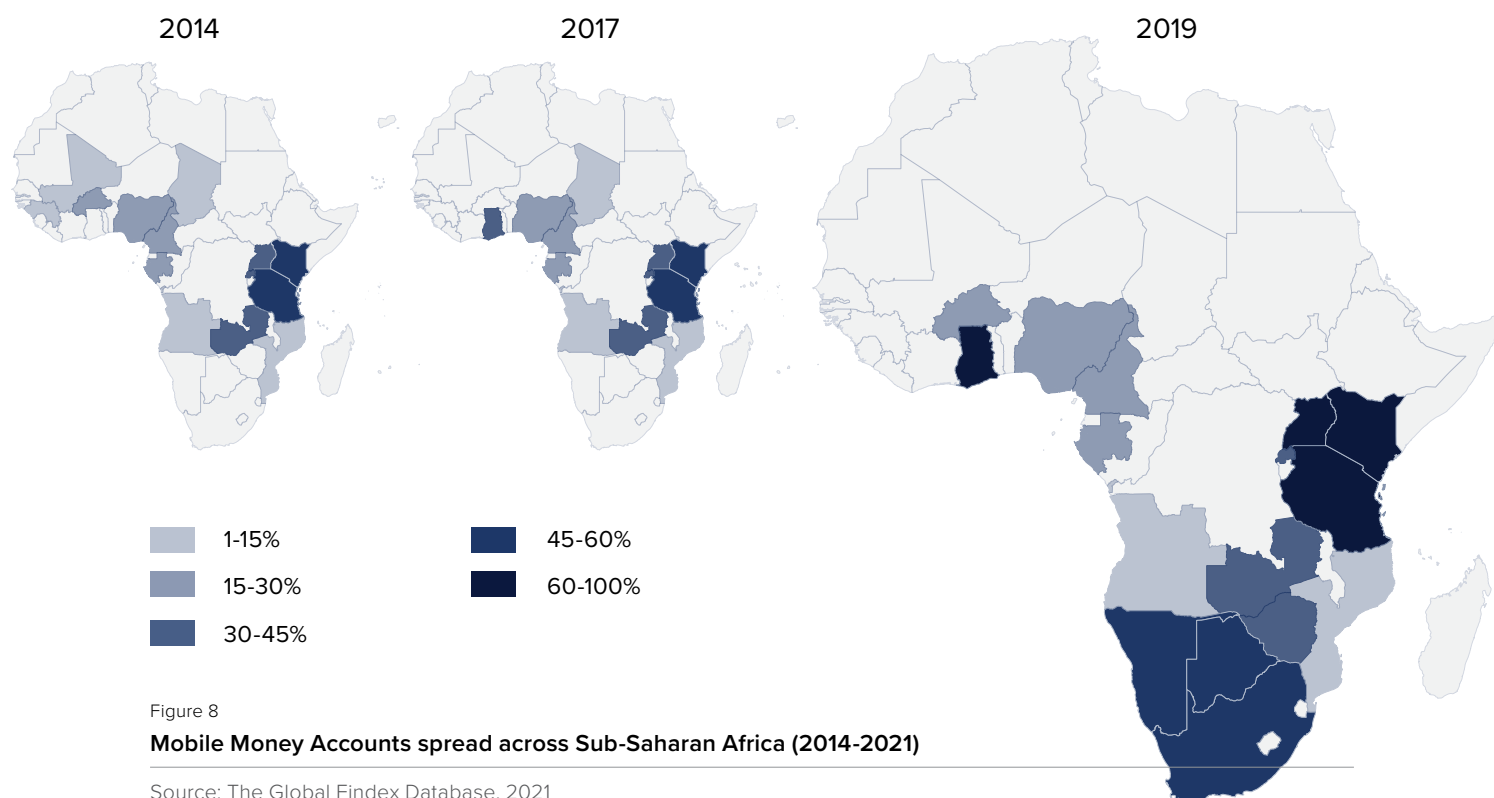 2014
2017
2019
1-15%
15-30%
30-45%
45-60%
60-100%
Figure 8
Mobile Money Accounts spread across Sub-Saharan Africa (2014-2021)
Source: The Global Findex Database, 2021